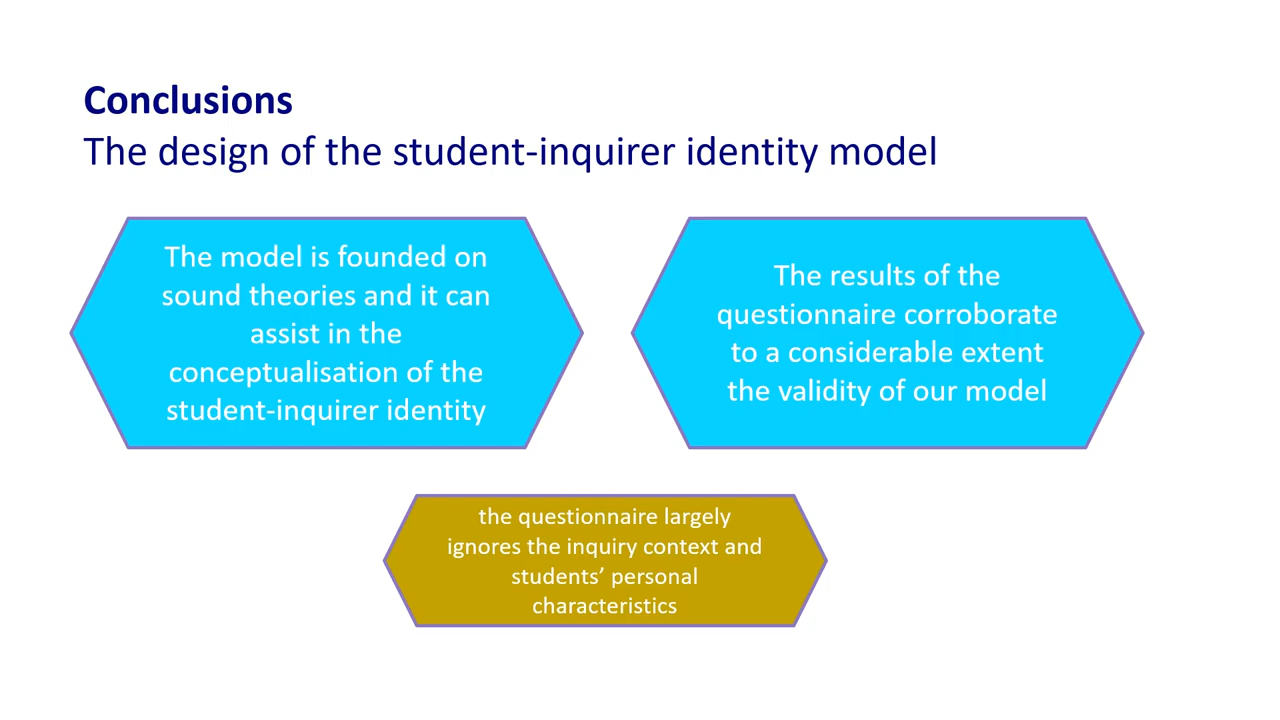 Conclusions
The design of the student-inquirer identity model
The model is founded on
sound theories and it can
assist in the
conceptualisation of the
student-inquirer identity
The results of the
questionnaire corroborate
to a considerable extent
the validity of our model
the questionnaire largely
ignores the inquiry context and
students’ personal
characteristics